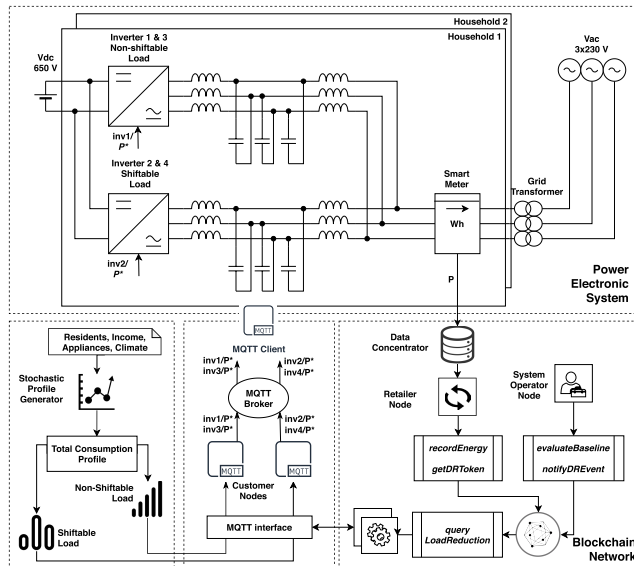 Household 2
Household 1
Inverter 1 & 3
Non-shiftable
Load
Vdc
650 V
Vac
3x230 V
inv1/
P*
Inverter 2 & 4
Shiftable
Load
Smart
Meter
Grid
Transformer
Wh
inv2/
P*
P
Power
Electronic
System
MQTT
MQTT Client
Residents, Income,
Appliances, Climate
Stochastic
Profile
Generator
Total Consumption
Profile
Non-Shiftable
Load
Shiftable
Load
inv1/P*
inv3/P*
inv2/P*
inv4/P*
MQTT
Broker
inv1/P*
inv3/P*
inv2/P*
inv4/P*
MQTT
MQTT
Customer
Nodes
MQTT interface
Data
Concentrator
Retailer
Node
System
Operator
Node
recordEnergy
getDRToken
evaluateBaseline
notifyDREvent
query
LoadReduction
Blockchain
Network